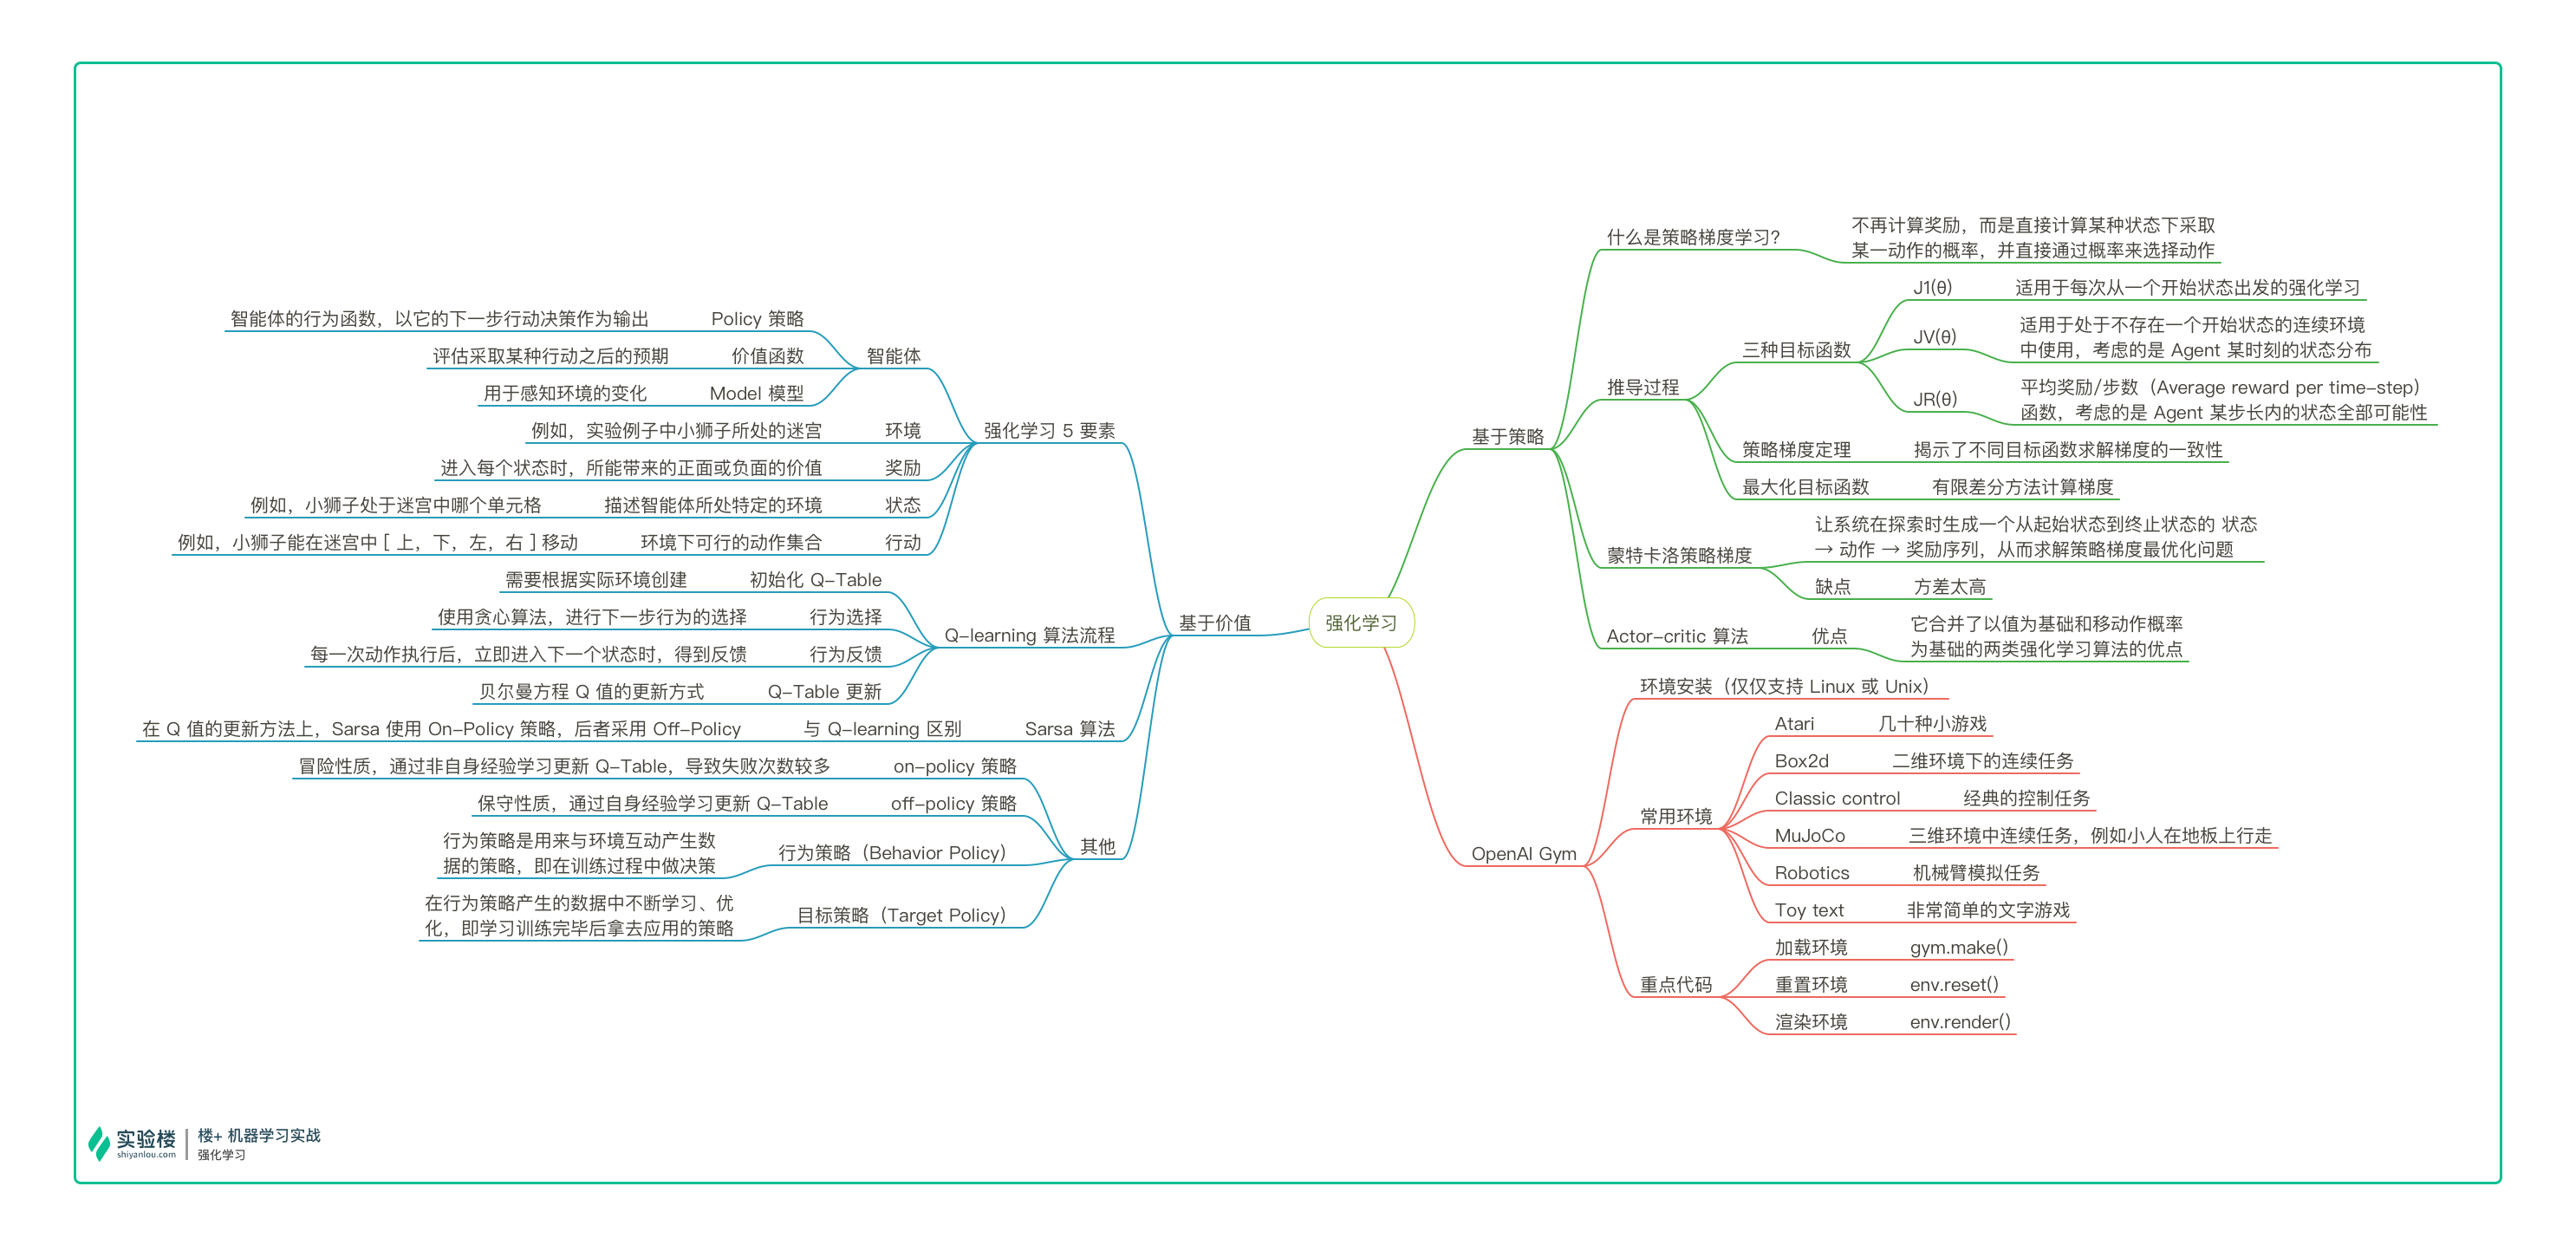 强化学习
基于价值
强化学习 5 要素
智能体
Policy 策略
智能体的行为函数，以它的下一步行动决策作为输出
价值函数
评估采取某种行动之后的预期
Model 模型
用于感知环境的变化
环境
例如，实验例子中小狮子所处的迷宫
奖励
进入每个状态时，所能带来的正面或负面的价值
状态
描述智能体所处特定的环境
例如，小狮子处于迷宫中哪个单元格
行动
环境下可行的动作集合
例如，小狮子能在迷宫中 [ 上，下，左，右 ] 移动
Q-learning 算法流程
初始化 Q-Table
需要根据实际环境创建
行为选择
使用贪心算法，进行下一步行为的选择
行为反馈
每一次动作执行后，立即进入下一个状态时，得到反馈
Q-Table 更新
贝尔曼方程 Q 值的更新方式
Sarsa 算法
与 Q-learning 区别
在 Q 值的更新方法上，Sarsa 使用 On-Policy 策略，后者采用 Off-Policy
其他
on-policy 策略
冒险性质，通过非自身经验学习更新 Q-Table，导致失败次数较多
off-policy 策略
保守性质，通过自身经验学习更新 Q-Table
行为策略（Behavior Policy）
行为策略是用来与环境互动产生数
据的策略，即在训练过程中做决策
目标策略（Target Policy）
在行为策略产生的数据中不断学习、优
化，即学习训练完毕后拿去应用的策略
基于策略
什么是策略梯度学习？
不再计算奖励，而是直接计算某种状态下采取
某一动作的概率，并直接通过概率来选择动作
推导过程
三种目标函数
J1(θ)
适用于每次从一个开始状态出发的强化学习
JV(θ)
适用于处于不存在一个开始状态的连续环境
中使用，考虑的是 Agent 某时刻的状态分布
JR(θ)
平均奖励/步数（Average reward per time-step）
函数，考虑的是 Agent 某步长内的状态全部可能性
策略梯度定理
揭示了不同目标函数求解梯度的一致性
最大化目标函数
有限差分方法计算梯度
蒙特卡洛策略梯度
让系统在探索时生成一个从起始状态到终止状态的 状态
→ 动作 → 奖励序列，从而求解策略梯度最优化问题
缺点
方差太高
Actor-critic 算法
优点
它合并了以值为基础和移动作概率
为基础的两类强化学习算法的优点
OpenAI Gym
环境安装（仅仅支持 Linux 或 Unix）
常用环境
Atari
几十种小游戏
Box2d
二维环境下的连续任务
Classic control
经典的控制任务
MuJoCo
三维环境中连续任务，例如小人在地板上行走
Robotics
机械臂模拟任务
Toy text
非常简单的文字游戏
重点代码
加载环境
gym.make()
重置环境
env.reset()
渲染环境
env.render()
实验楼
shiyanlou.com
楼+ 机器学习实战
强化学习